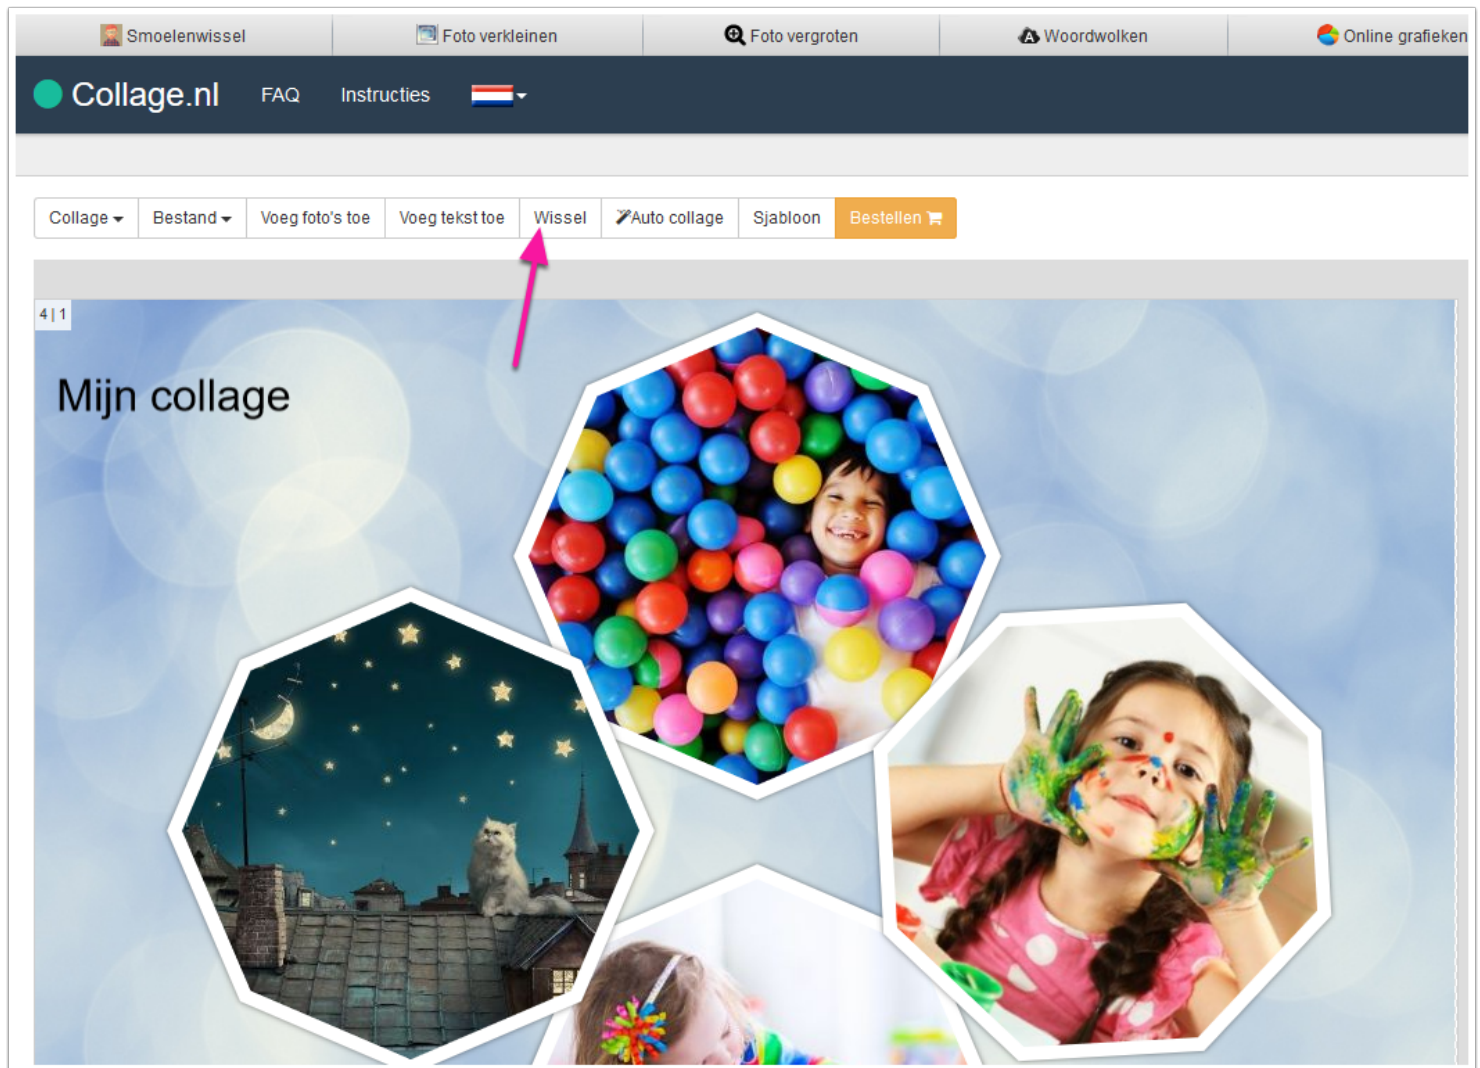 Smoelenwissel Foto verkleinen Foto vergroten Woordwolken Online grafieken
Collage.nl FAQ Instructies
Collage Bestand Voeg foto's toe Voeg tekst toe Wissel Auto collage Sjabloon Bestellen
4 | 1
Mijn collage